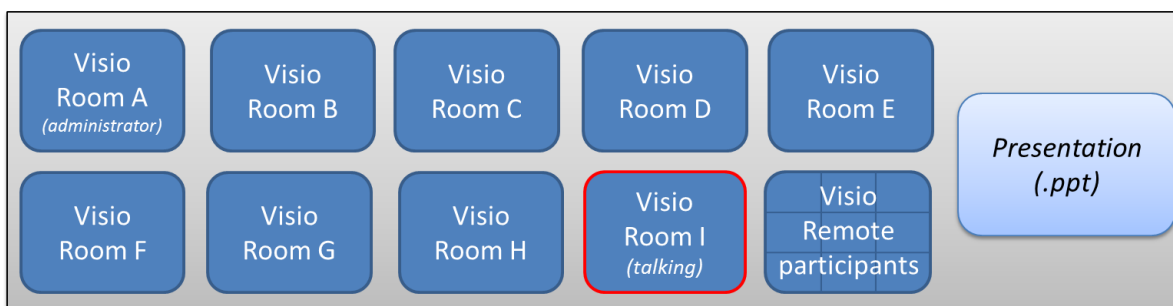 Visio
Room A
(administrator)
Visio
Room B
Visio
Room C
Visio
Room D
Visio
Room E
Presentation
(.ppt)
Visio
Room F
Visio
Room G
Visio
Room H
Visio
Room I
(talking)
Visio
Remote
participants